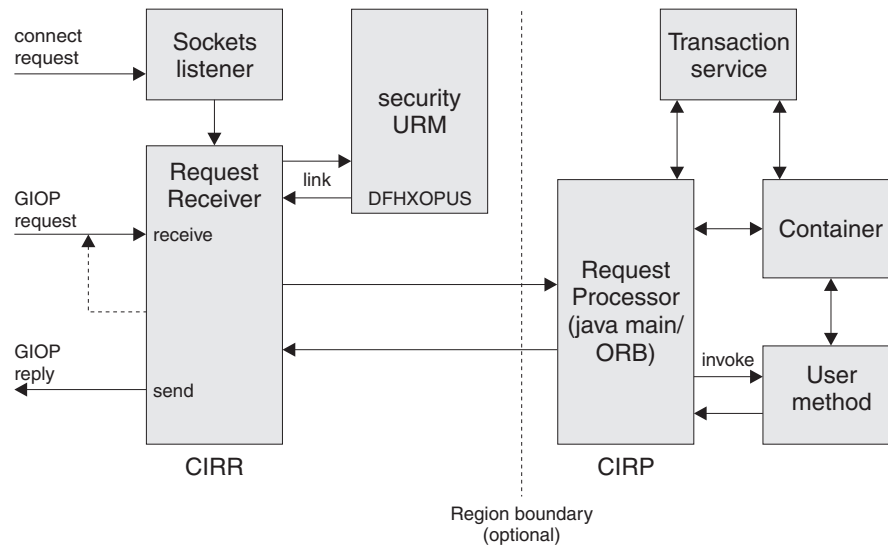 connect
request
Sockets
listener
Transaction
service
security
URM
Request
Receiver
link
DFHXOPUS
GIOP
request
receive
Container
Request
Processor
(java main/
ORB)
GIOP
reply
send
invoke
User
method
CIRR
CIRP
Region boundary
(optional)